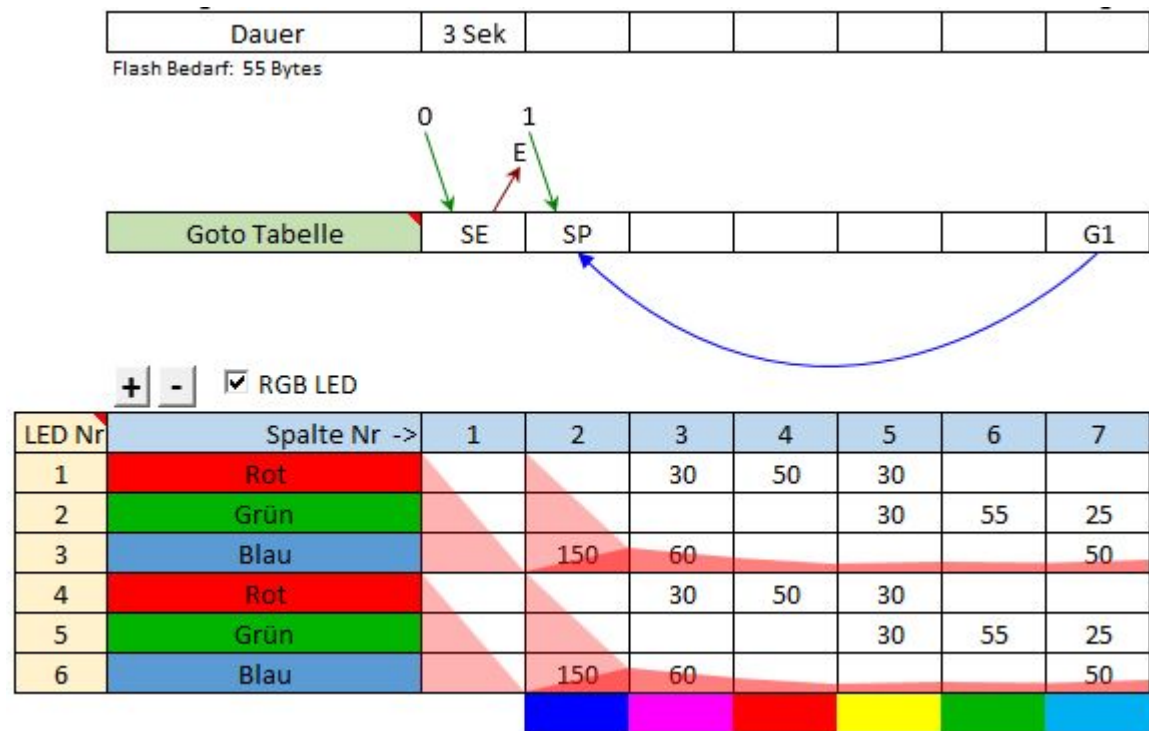 Dauer 3 Sek
Flash Bedarf: 55 Bytes
0 1
E
Goto Tabelle SE SP G1
+ - RGB LED
LED Nr Spalte Nr -> 1 2 3 4 5 6 7
1 Rot 30 50 30
2 Grün 30 55 25
3 Blau 150 60 50
4 Rot 30 50 30
5 Grün 30 55 25
6 Blau 150 60 50